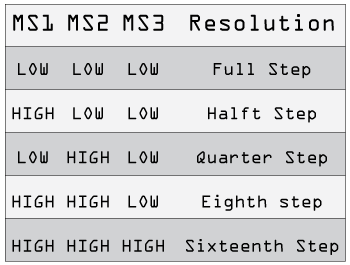 MS1 MS2 MS3 Resolution
LOW LOW LOW Full Step
HIGH LOW LOW Halft Step
LOW HIGH LOW Quarter Step
HIGH HIGH LOW Eighth step
HIGH HIGH HIGH Sixteenth Step